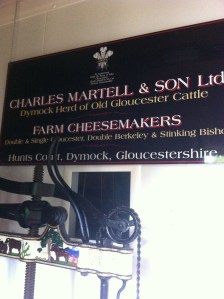 CHARLES MARTELL & SON Ltd
Dymock Herd of Old Gloucester Cattle
FARM CHEESEMAKERS
Double & Single Gloucester, Double Berkeley & Stinking Bishop
Hunts Court, Dymock, Gloucestershire.